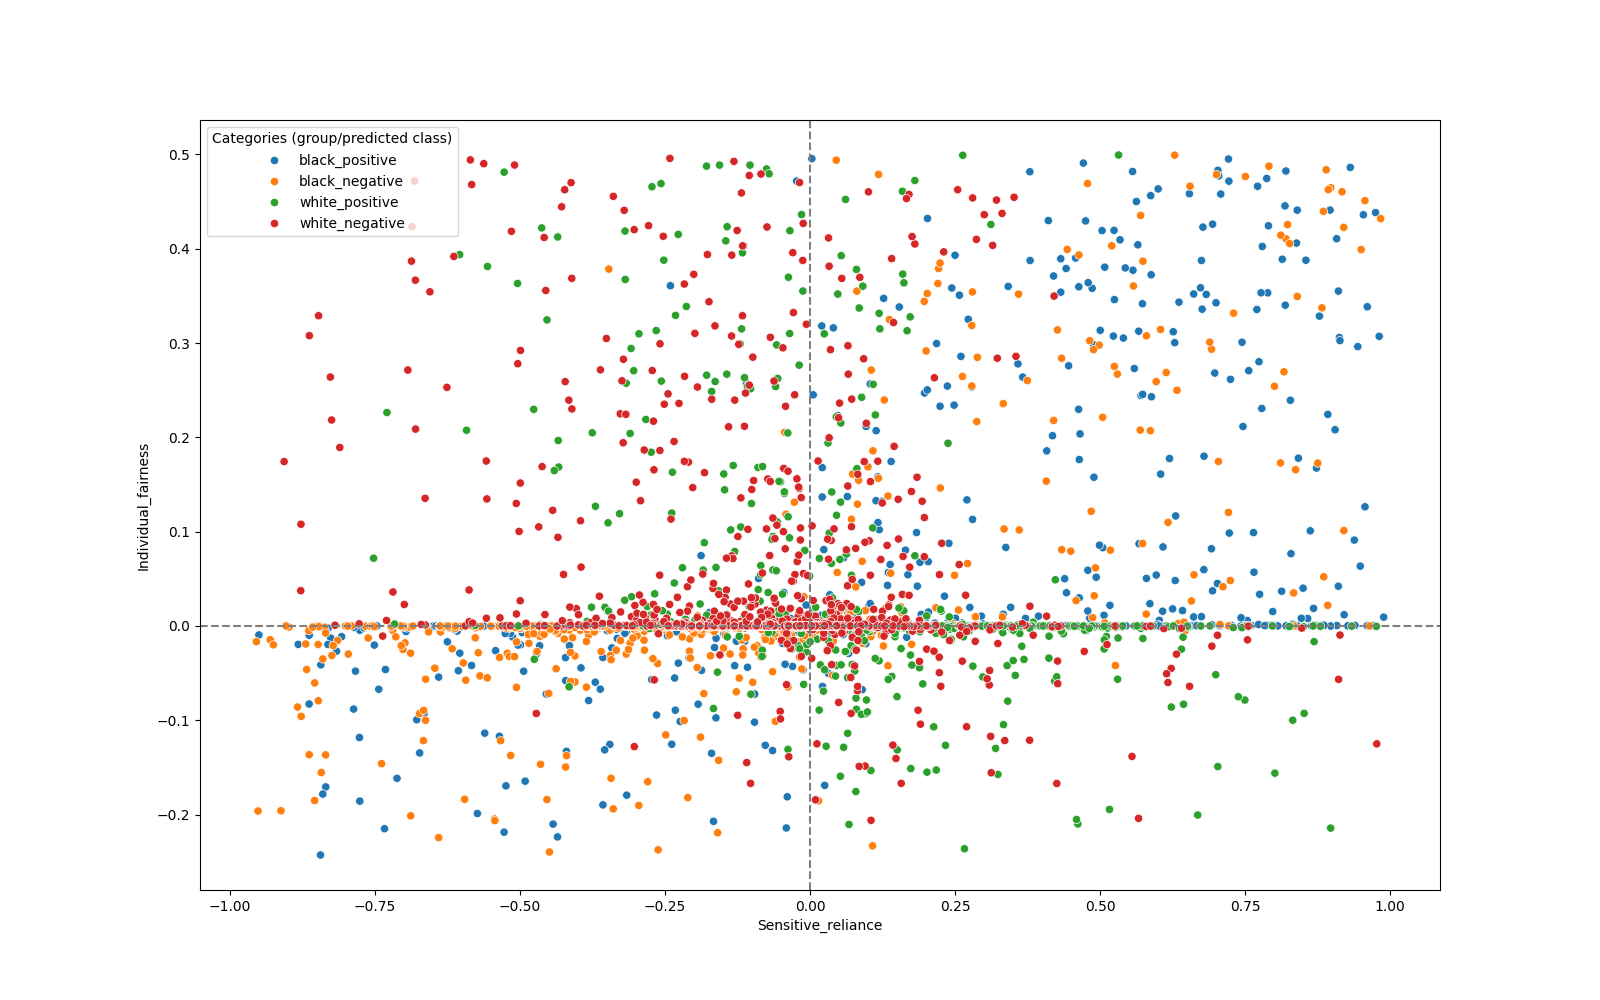 Categories (group/predicted class)
black_positive
black_negative
white_positive
white_negative
0.5
0.4
0.3
0.2
0.1
0.0
−0.1
−0.2
Individual_fairness
−1.00 −0.75 −0.50 −0.25 0.00 0.25 0.50 0.75 1.00
Sensitive_reliance